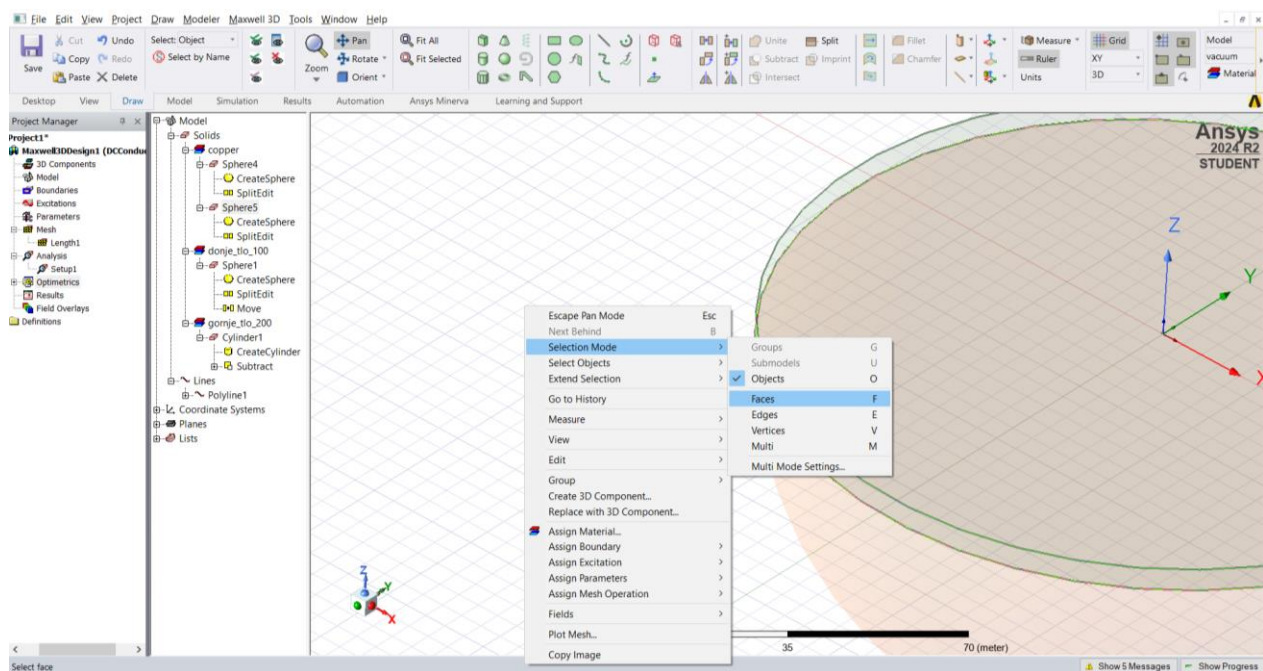 File Edit View Project Draw Modeler Maxwell 3D Tools Window Help
Save
Cut
Copy
Paste
Undo
Redo
Delete
Select: Object
Select by Name
Zoom
Pan
Rotate
Orient
Fit All
Fit Selected
Unite
Subtract
Intersect
Split
Imprint
Fillet
Chamfer
Measure
Ruler
Units
Grid
XY
3D
Model
vacuum
Material
Desktop View Draw Model Simulation Results Automation Ansys Minerva Learning and Support
Project Manager
Project1*
Maxwell3DDesign1 (DCCondu
3D Components
Model
Boundaries
Excitations
Parameters
Mesh
Length1
Analysis
Setup1
Optimetrics
Results
Field Overlays
Definitions
Model
Solids
copper
Sphere4
CreateSphere
SplitEdit
Sphere5
CreateSphere
SplitEdit
donje_tlo_100
Sphere1
CreateSphere
SplitEdit
Move
gornje_tlo_200
Cylinder1
CreateCylinder
Subtract
Lines
Polyline1
Coordinate Systems
Planes
Lists
Ansys
2024 R2
STUDENT
Z
Y
X
Escape Pan Mode Esc
Next Behind B
Selection Mode
Select Objects
Extend Selection
Go to History
Measure
View
Edit
Group
Create 3D Component...
Replace with 3D Component...
Assign Material...
Assign Boundary
Assign Excitation
Assign Parameters
Assign Mesh Operation
Fields
Plot Mesh...
Copy Image
Groups G
Submodels U
Objects O
Faces F
Edges E
Vertices V
Multi M
Multi Mode Settings...
Z
Y
X
35 70 (meter)
Select face
Show 5 Messages Show Progress